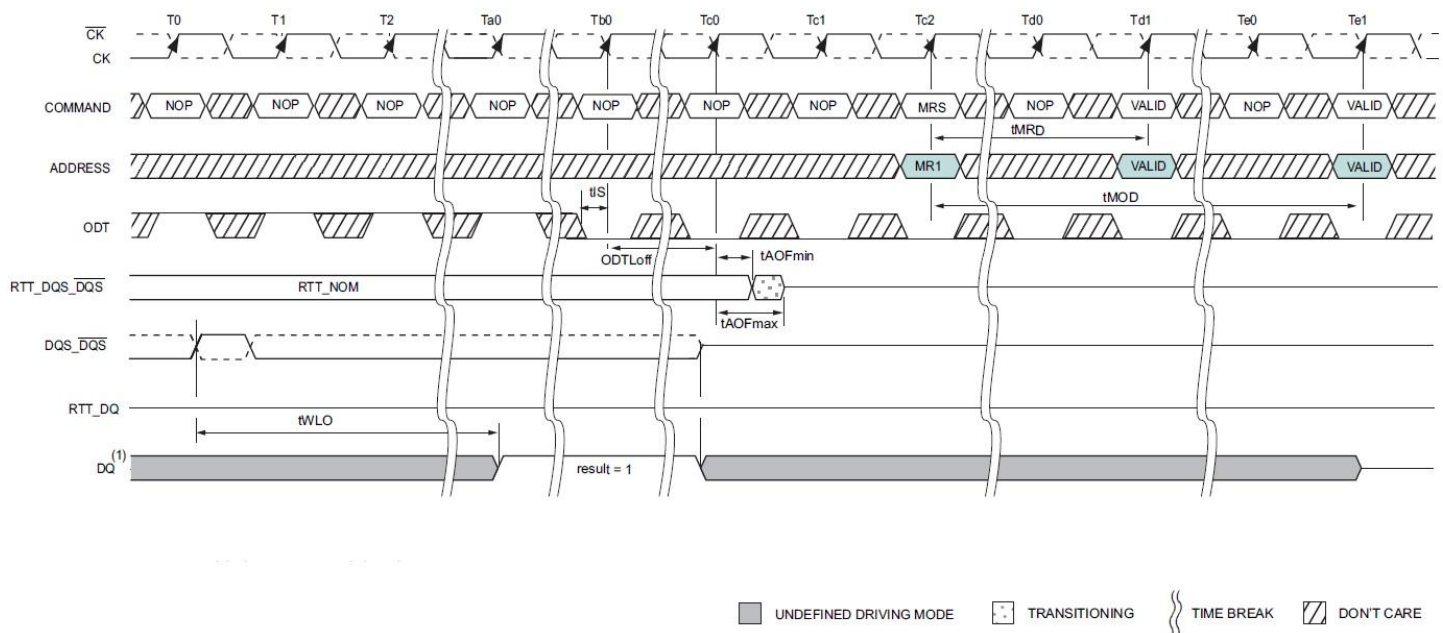 T0 T1 T2 Ta0 Tb0 Tc0 Tc1 Tc2 Td0 Td1 Te0 Te1
CK
CK
COMMAND NOP NOP NOP NOP NOP NOP NOP MRS NOP VALID NOP VALID
tMRD
ADDRESS MR1 VALID VALID
tIS
tMOD
ODT
ODTLoff tAOFmin
RTT_DQS_DQS RTT_NOM
tAOFmax
DQS_DQS
RTT_DQ
tWLO
DQ(1) result = 1
UNDEFINED DRIVING MODE TRANSITIONING TIME BREAK DON'T CARE